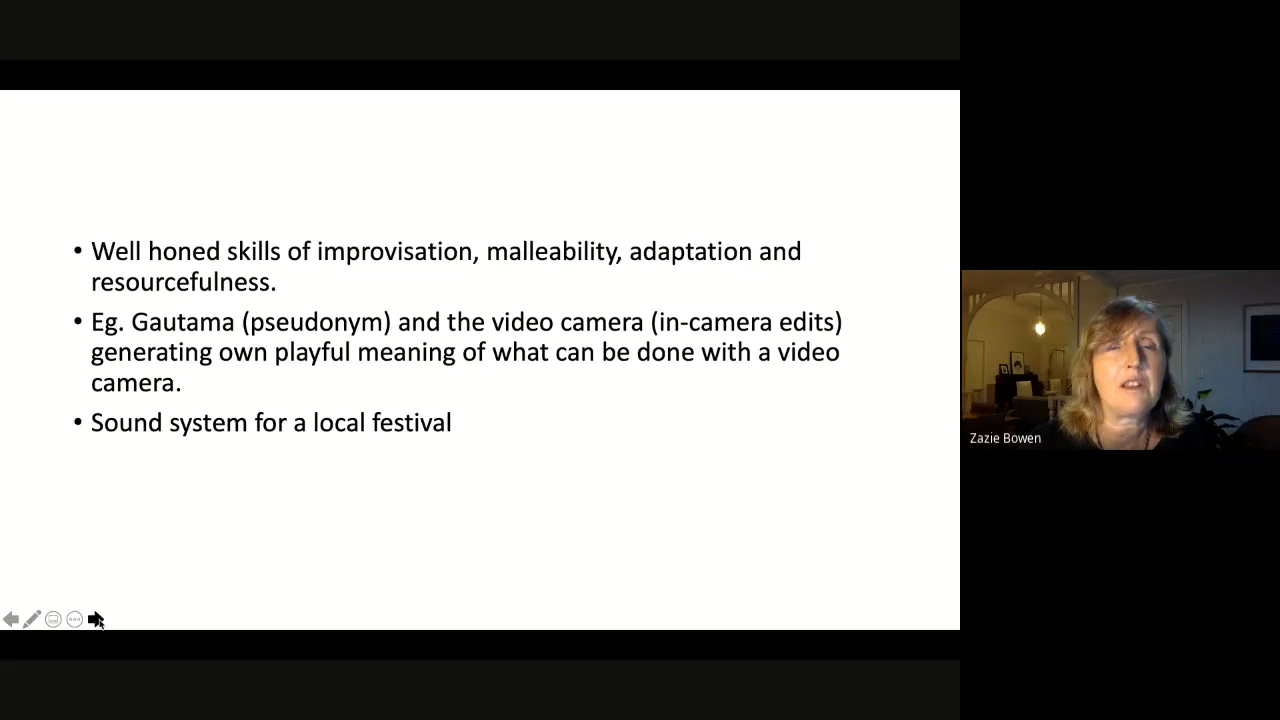 • Well honed skills of improvisation, malleability, adaptation and
resourcefulness.
• Eg. Gautama (pseudonym) and the video camera (in-camera edits)
generating own playful meaning of what can be done with a video
camera.
• Sound system for a local festival
Zazie Bowen